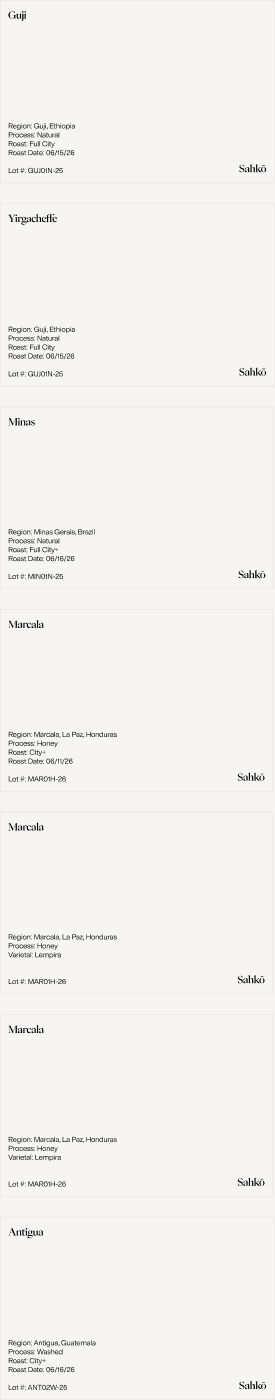 Guji
Region: Guji, Ethiopia
Process: Natural
Roast: Full City
Roast Date: 06/15/26
Lot #: GUJ01N-25
Sahkō
Yirgacheffe
Region: Guji, Ethiopia
Process: Natural
Roast: Full City
Roast Date: 06/15/26
Lot #: GUJ01N-25
Sahkō
Minas
Region: Minas Gerais, Brazil
Process: Natural
Roast: Full City+
Roast Date: 06/16/26
Lot #: MIN01N-25
Sahkō
Marcala
Region: Marcala, La Paz, Honduras
Process: Honey
Roast: City+
Roast Date: 06/11/26
Lot #: MAR01H-26
Sahkō
Marcala
Region: Marcala, La Paz, Honduras
Process: Honey
Varietal: Lempira
Lot #: MAR01H-26
Sahkō
Marcala
Region: Marcala, La Paz, Honduras
Process: Honey
Varietal: Lempira
Lot #: MAR01H-26
Sahkō
Antigua
Region: Antigua, Guatemala
Process: Washed
Roast: City+
Roast Date: 06/16/26
Lot #: ANT02W-25
Sahkō